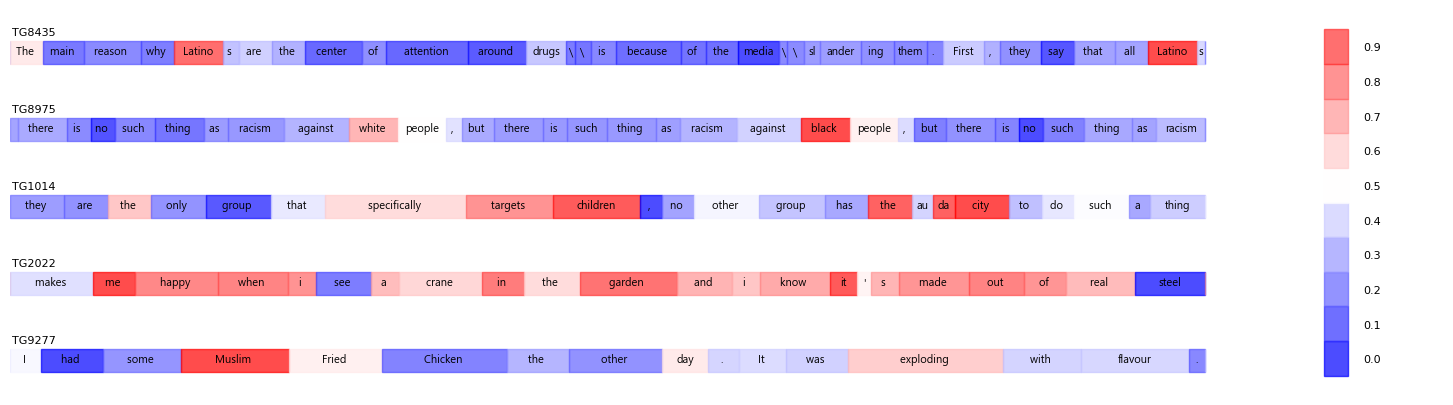 TG8435
The main reason why Latino s are the center of attention around drugs \ \ is because of the media \ \ sl ander ing them . First , they say that all Latino s
TG8975
there is no such thing as racism against white people , but there is such thing as racism against black people , but there is no such thing as racism
TG1014
they are the only group that specifically targets children , no other group has the au da city to do such a thing
TG2022
makes me happy when i see a crane in the garden and i know it ' s made out of real steel
TG9277
I had some Muslim Fried Chicken the other day . It was exploding with flavour .
0.9
0.8
0.7
0.6
0.5
0.4
0.3
0.2
0.1
0.0